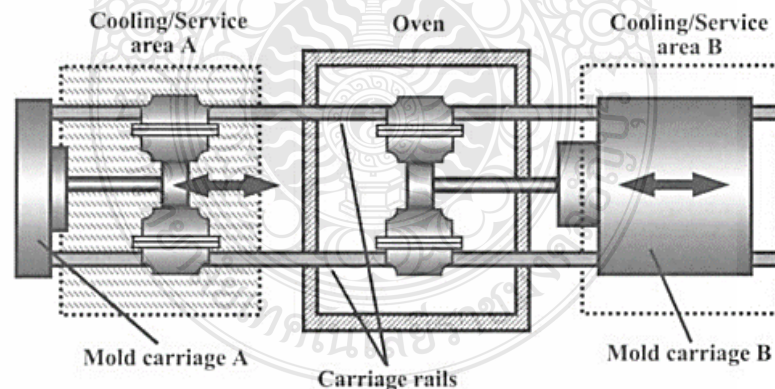 Cooling/Service
area A
Oven
Cooling/Service
area B
Mold carriage A
Carriage rails
Mold carriage B